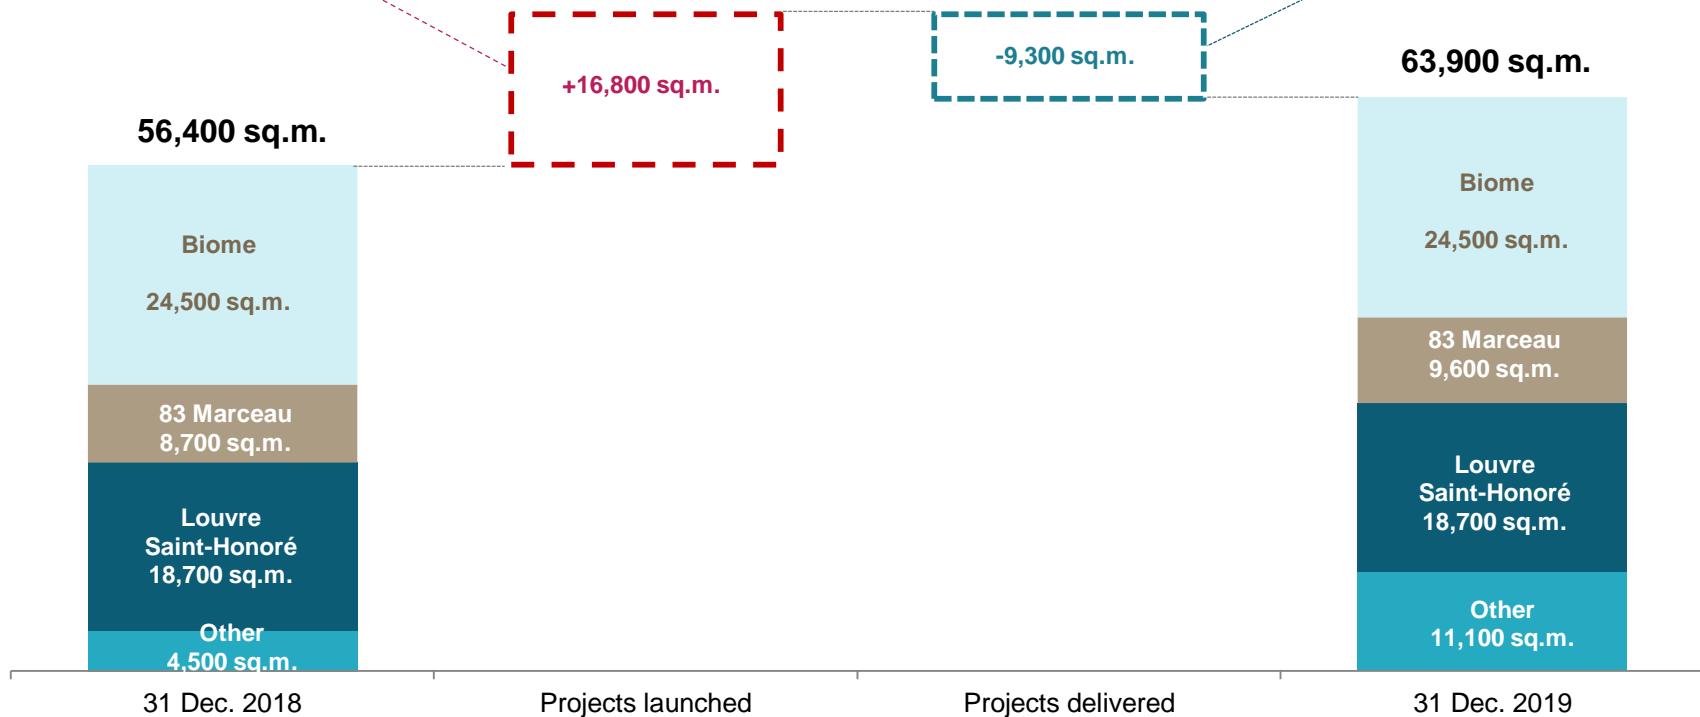 +16,800 sq.m.
-9,300 sq.m.
63,900 sq.m.
56,400 sq.m.
Biome
24,500 sq.m.
83 Marceau
8,700 sq.m.
Louvre
Saint-Honoré
18,700 sq.m.
Other
4,500 sq.m.
Biome
24,500 sq.m.
83 Marceau
9,600 sq.m.
Louvre
Saint-Honoré
18,700 sq.m.
Other
11,100 sq.m.
31 Dec. 2018
Projects launched
Projects delivered
31 Dec. 2019